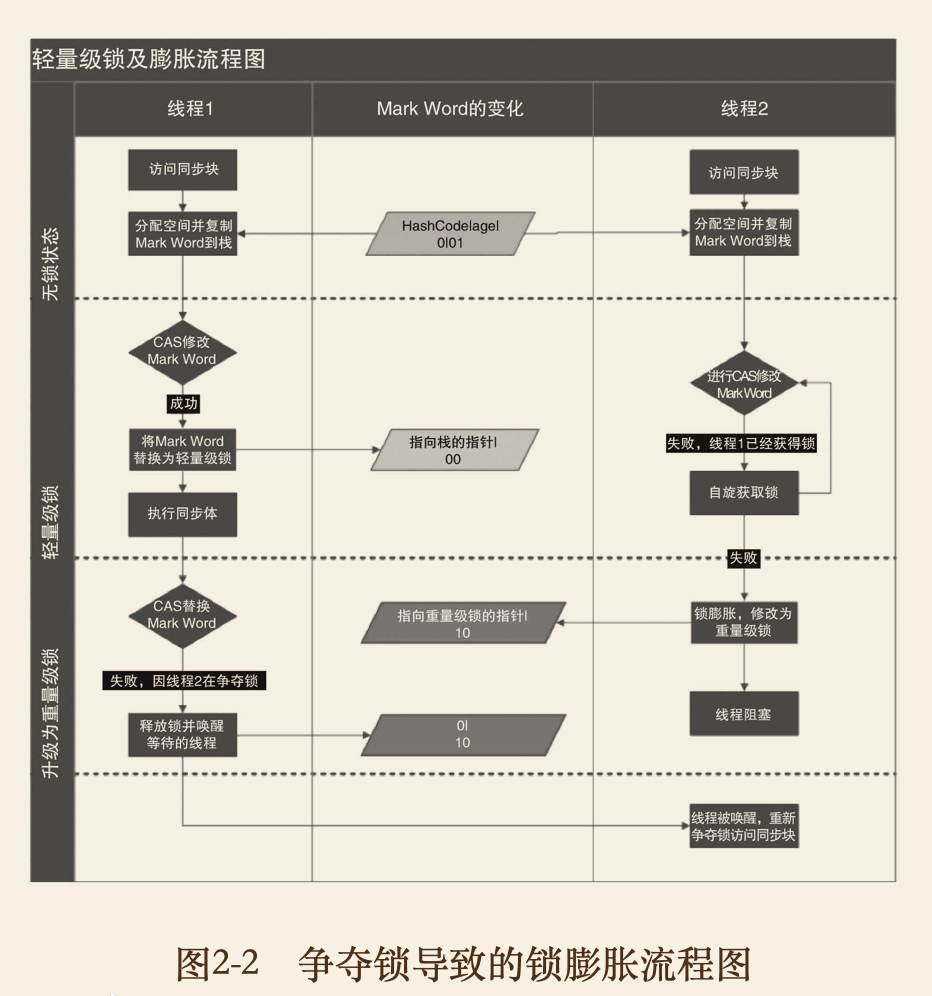 轻量级锁及膨胀流程图
线程1
Mark Word的变化
线程2
无锁状态
访问同步块
分配空间并复制
Mark Word到栈
HashCode|age|
0|01
访问同步块
分配空间并复制
Mark Word到栈
轻量级锁
CAS修改
Mark Word
成功
将Mark Word
替换为轻量级锁
执行同步体
指向栈的指针|
00
进行CAS修改
Mark Word
失败，线程1已经获得锁
自旋获取锁
失败
升级为重量级锁
CAS替换
Mark Word
失败，因线程2在争夺锁
释放锁并唤醒
等待的线程
指向重量级锁的指针|
10
0|
10
锁膨胀，修改为
重量级锁
线程阻塞
线程被唤醒，重新
争夺锁访问同步块
图2-2 争夺锁导致的锁膨胀流程图